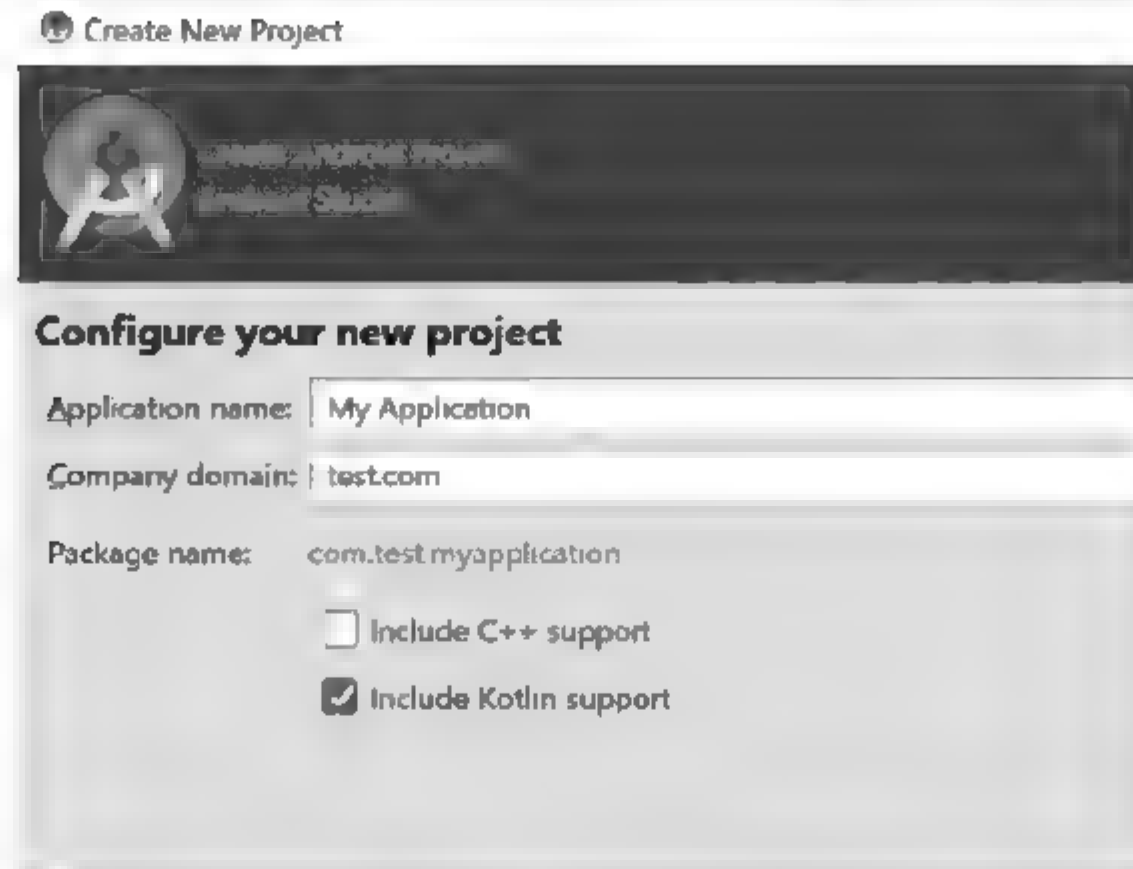 Create New Project
Configure your new project
Application name: My Application
Company domain: test.com
Package name: com.test.myapplication
Include C++ support
Include Kotlin support